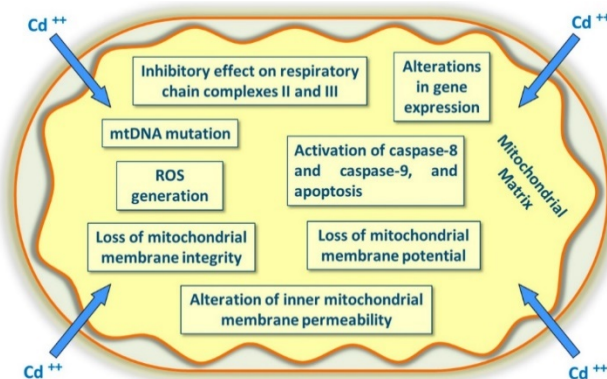 Cd ++
Cd ++
Inhibitory effect on respiratory
chain complexes II and III
Alterations
in gene
expression
mtDNA mutation
Activation of caspase-8
and caspase-9, and
apoptosis
Mitochondrial
Matrix
ROS
generation
Loss of mitochondrial
membrane integrity
Loss of mitochondrial
membrane potential
Alteration of inner mitochondrial
membrane permeability
Cd ++
Cd ++